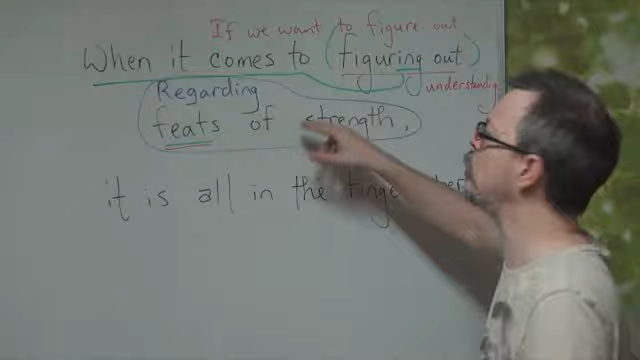 If we want to figure out
When it comes to (figuring out)
Regarding understandig
feats of strength,
it is all in the